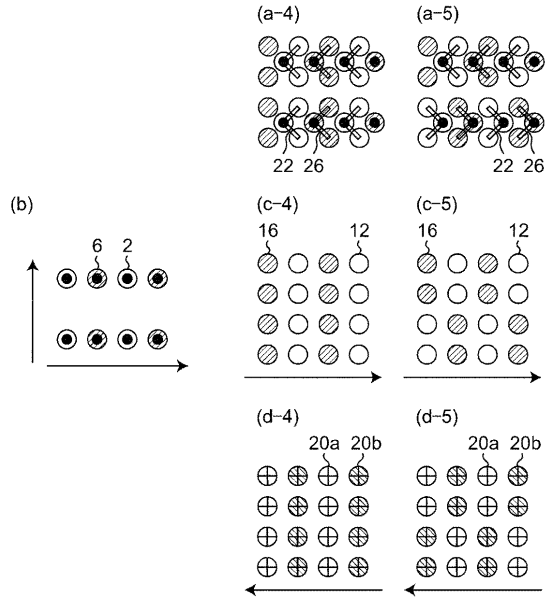 (a-4) (a-5)
22 26 22 26
(b) (c-4) (c-5)
6 2 16 12 16 12
(d-4) (d-5)
20a 20b 20a 20b